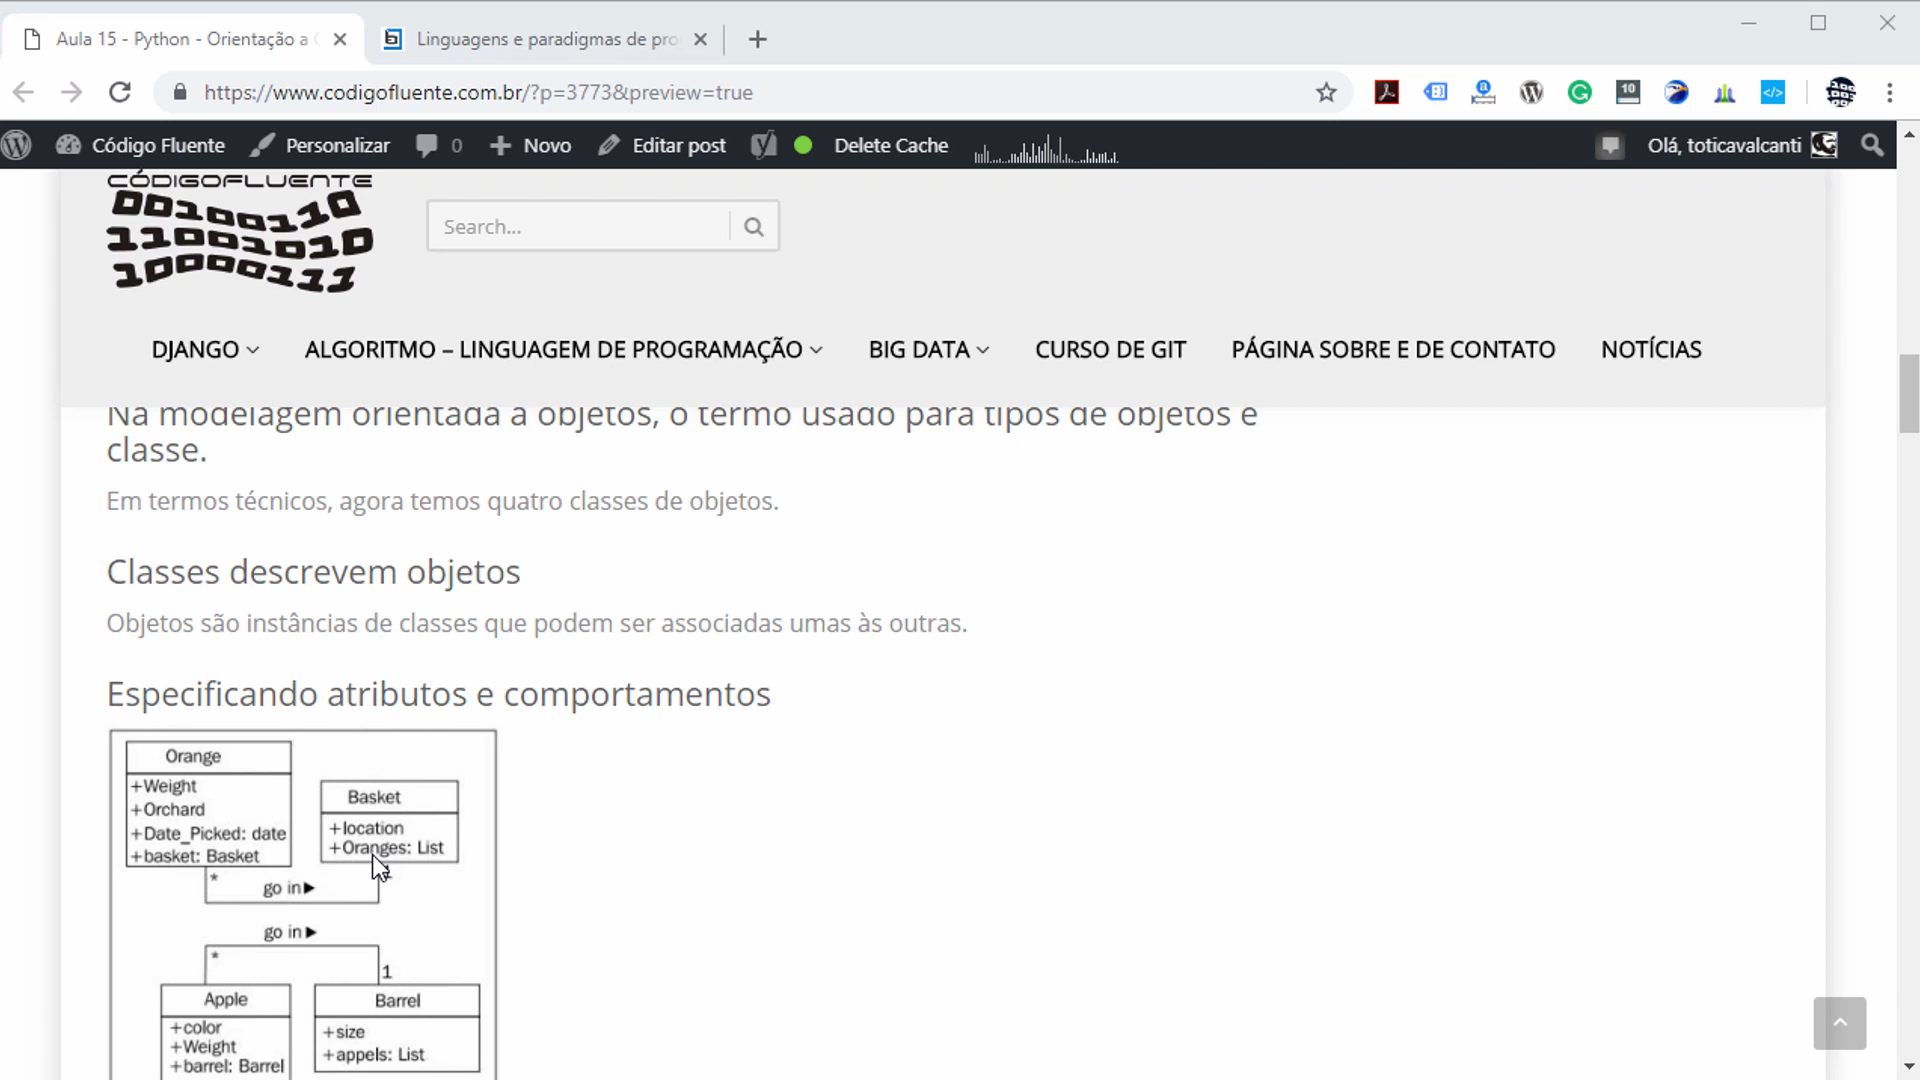 Aula 15 - Python - Orientação a
Linguagens e paradigmas de pro
https://www.codigofluente.com.br/?p=3773&preview=true
10
Código Fluente
Personalizar
0
Novo
Editar post
Delete Cache
Olá, toticavalcanti
CÓDIGOFLUENTE
00100110
11001010
10000111
Search...
DJANGO
ALGORITMO – LINGUAGEM DE PROGRAMAÇÃO
BIG DATA
CURSO DE GIT
PÁGINA SOBRE E DE CONTATO
NOTÍCIAS
Na modelagem orientada a objetos, o termo usado para tipos de objetos é
classe.
Em termos técnicos, agora temos quatro classes de objetos.
Classes descrevem objetos
Objetos são instâncias de classes que podem ser associadas umas às outras.
Especificando atributos e comportamentos
Orange
+Weight
+Orchard
+Date_Picked: date
+basket: Basket
Basket
+location
+Oranges: List
*
go in▶
go in▶
*
1
Apple
+color
+Weight
+barrel: Barrel
Barrel
+size
+appels: List